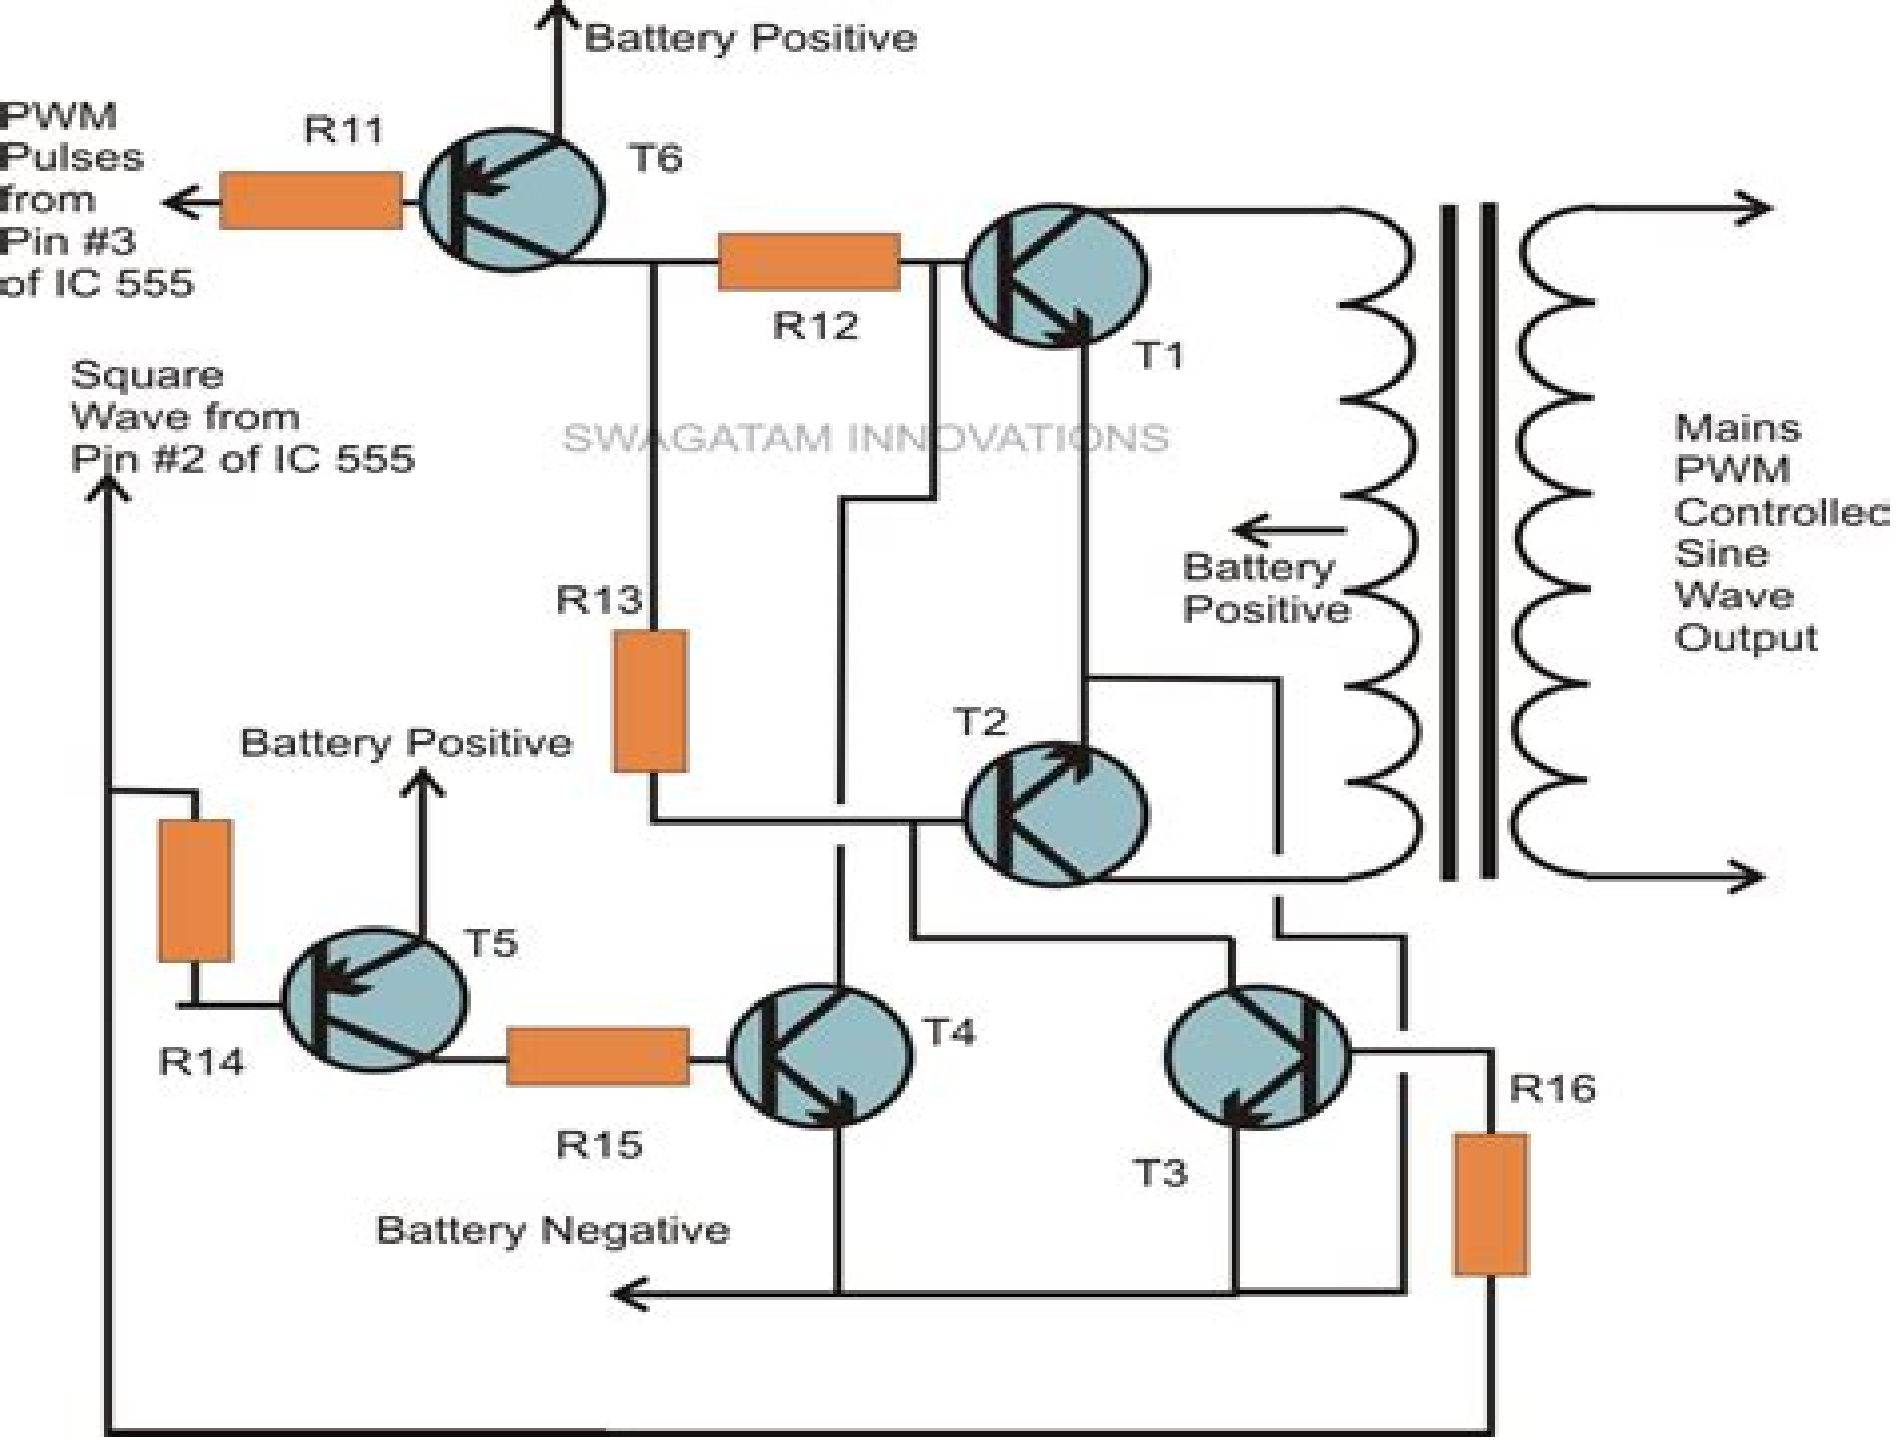 Battery Positive
PWM
Pulses
from
Pin #3
of IC 555
R11
T6
R12
T1
Square
Wave from
Pin #2 of IC 555
SWAGATAM INNOVATIONS
Mains
PWM
Controlled
Sine
Wave
Output
Battery
Positive
R13
T2
Battery Positive
T5
R14
R15
T4
T3
R16
Battery Negative